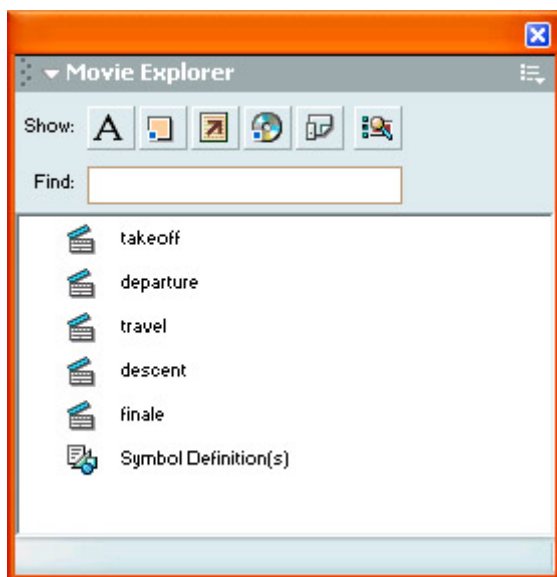 Movie Explorer
Show: A
Find:
takeoff
departure
travel
descent
finale
Symbol Definition(s)